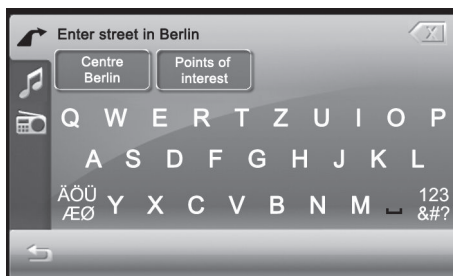 Enter street in Berlin
X
Centre
Berlin
Points of
interest
Q W E R T Z U I O P
A S D F G H J K L
ÄÖÜ
ÆØ
Y X C V B N M
123
&#?